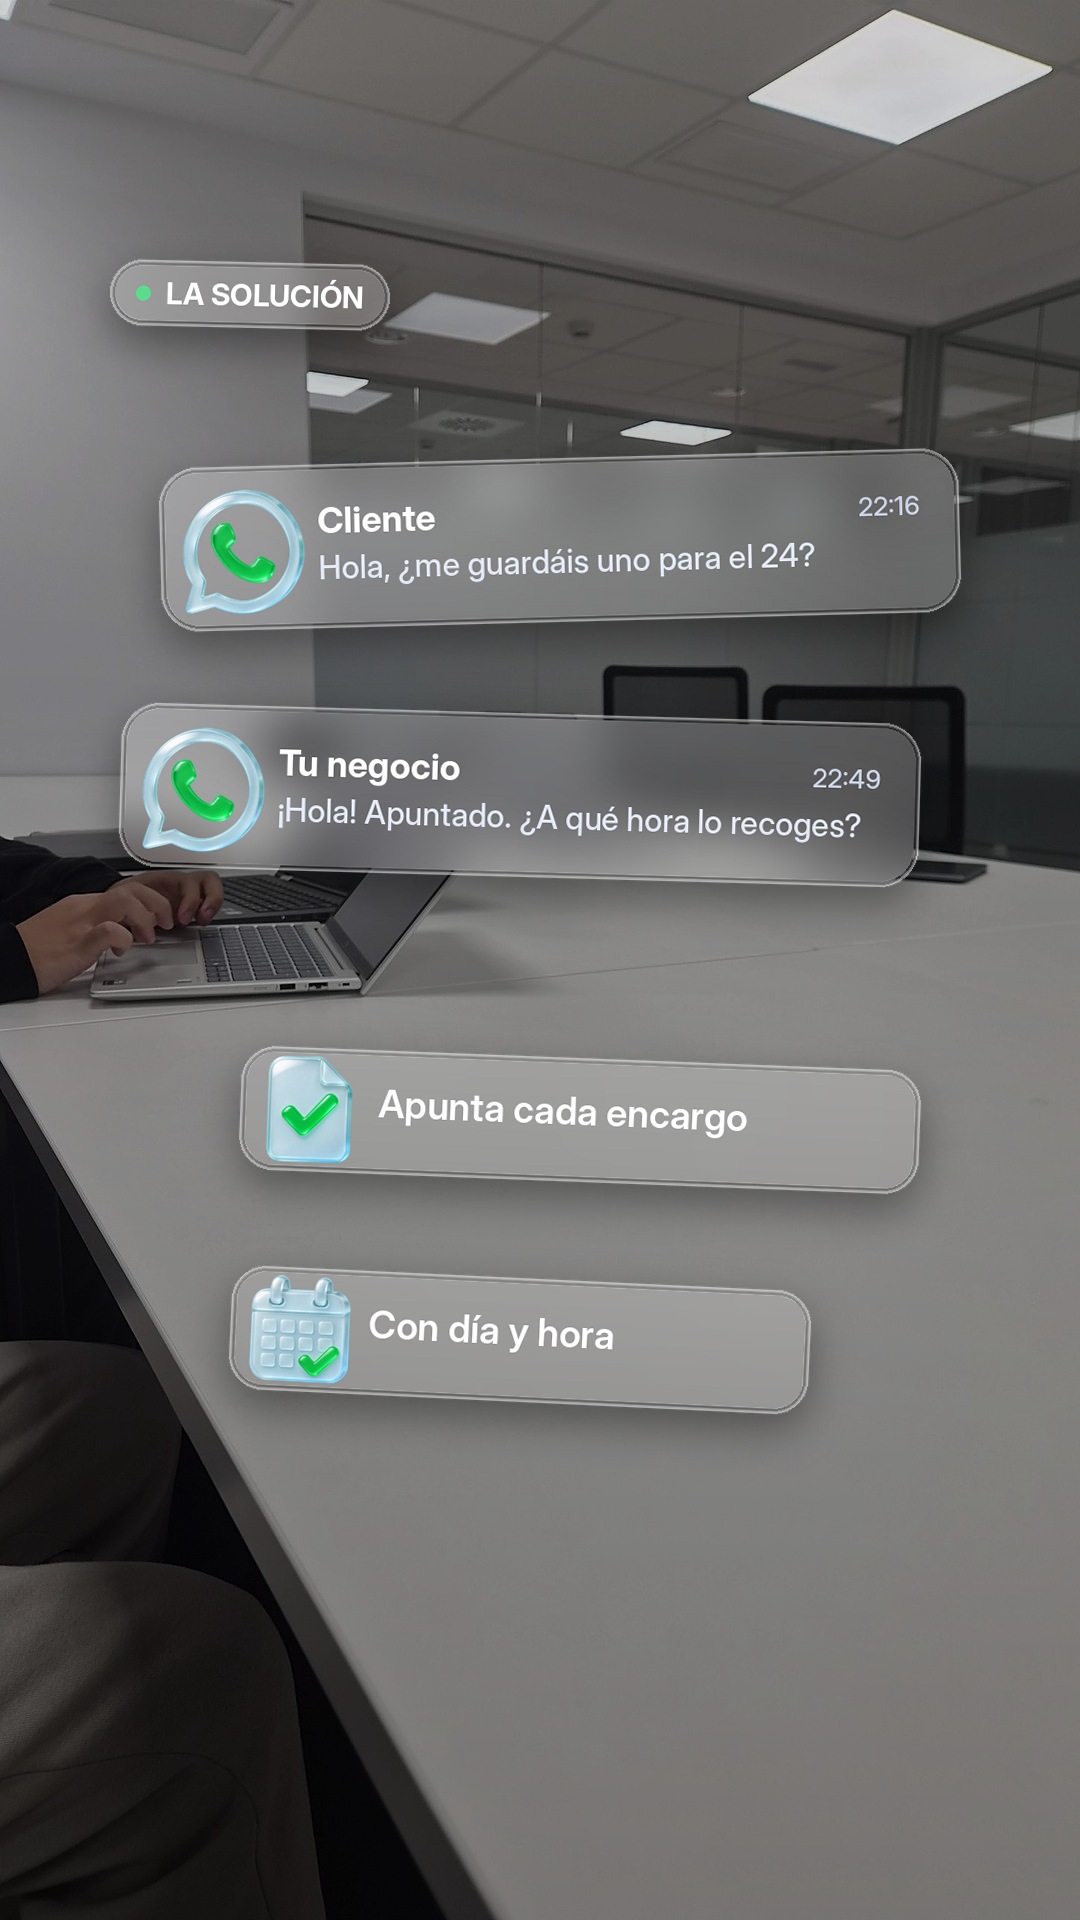 LA SOLUCIÓN
Cliente
22:16
Hola, ¿me guardáis uno para el 24?
Tu negocio
22:49
¡Hola! Apuntado. ¿A qué hora lo recoges?
Apunta cada encargo
Con día y hora